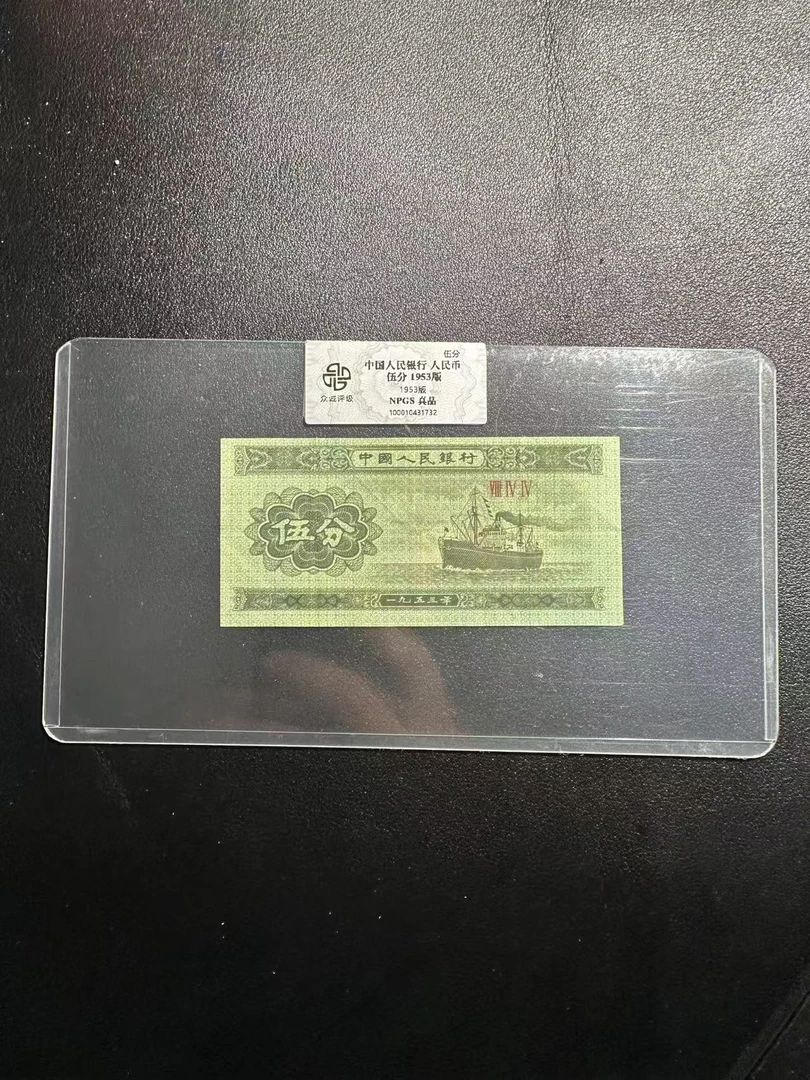 伍分
中国人民银行 人民币
伍分 1953版
1953版
众诚评级
NPGS 真品
100010431732
中國人民銀行
VIII IV IV
伍分
一九五三年